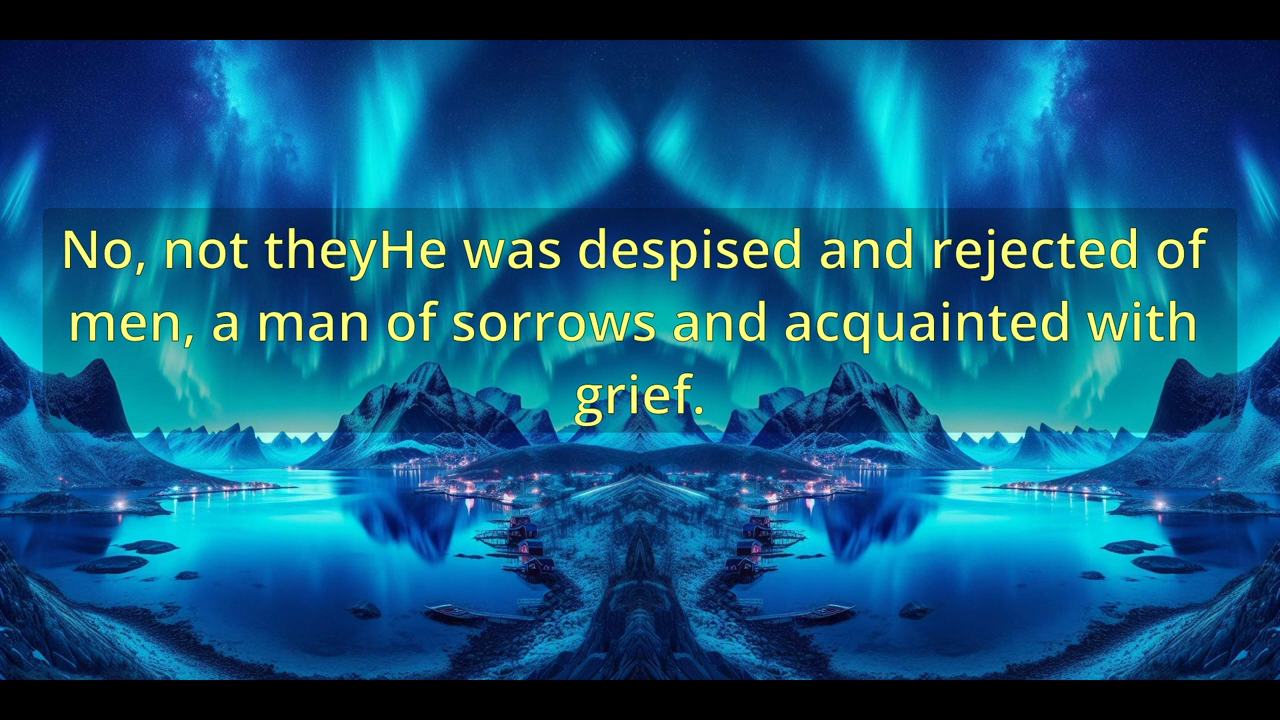 No, not theyHe was despised and rejected of
men, a man of sorrows and acquainted with
grief.